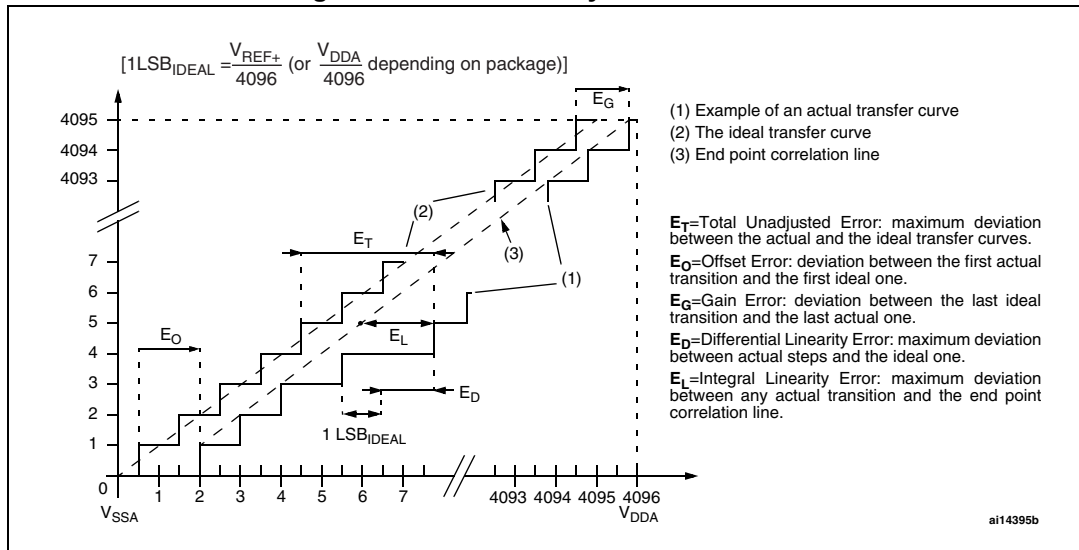 [1LSB_IDEAL = V_REF+/4096 (or V_DDA/4096 depending on package)]
E_G
4095
4094
4093
7
6
5
4
3
2
1
0
(2)
E_T
(3)
(1)
E_O
E_L
E_D
1 LSB_IDEAL
1 2 3 4 5 6 7 4093 4094 4095 4096
V_SSA V_DDA
(1) Example of an actual transfer curve
(2) The ideal transfer curve
(3) End point correlation line
E_T=Total Unadjusted Error: maximum deviation
between the actual and the ideal transfer curves.
E_O=Offset Error: deviation between the first actual
transition and the first ideal one.
E_G=Gain Error: deviation between the last ideal
transition and the last actual one.
E_D=Differential Linearity Error: maximum deviation
between actual steps and the ideal one.
E_L=Integral Linearity Error: maximum deviation
between any actual transition and the end point
correlation line.
ai14395b